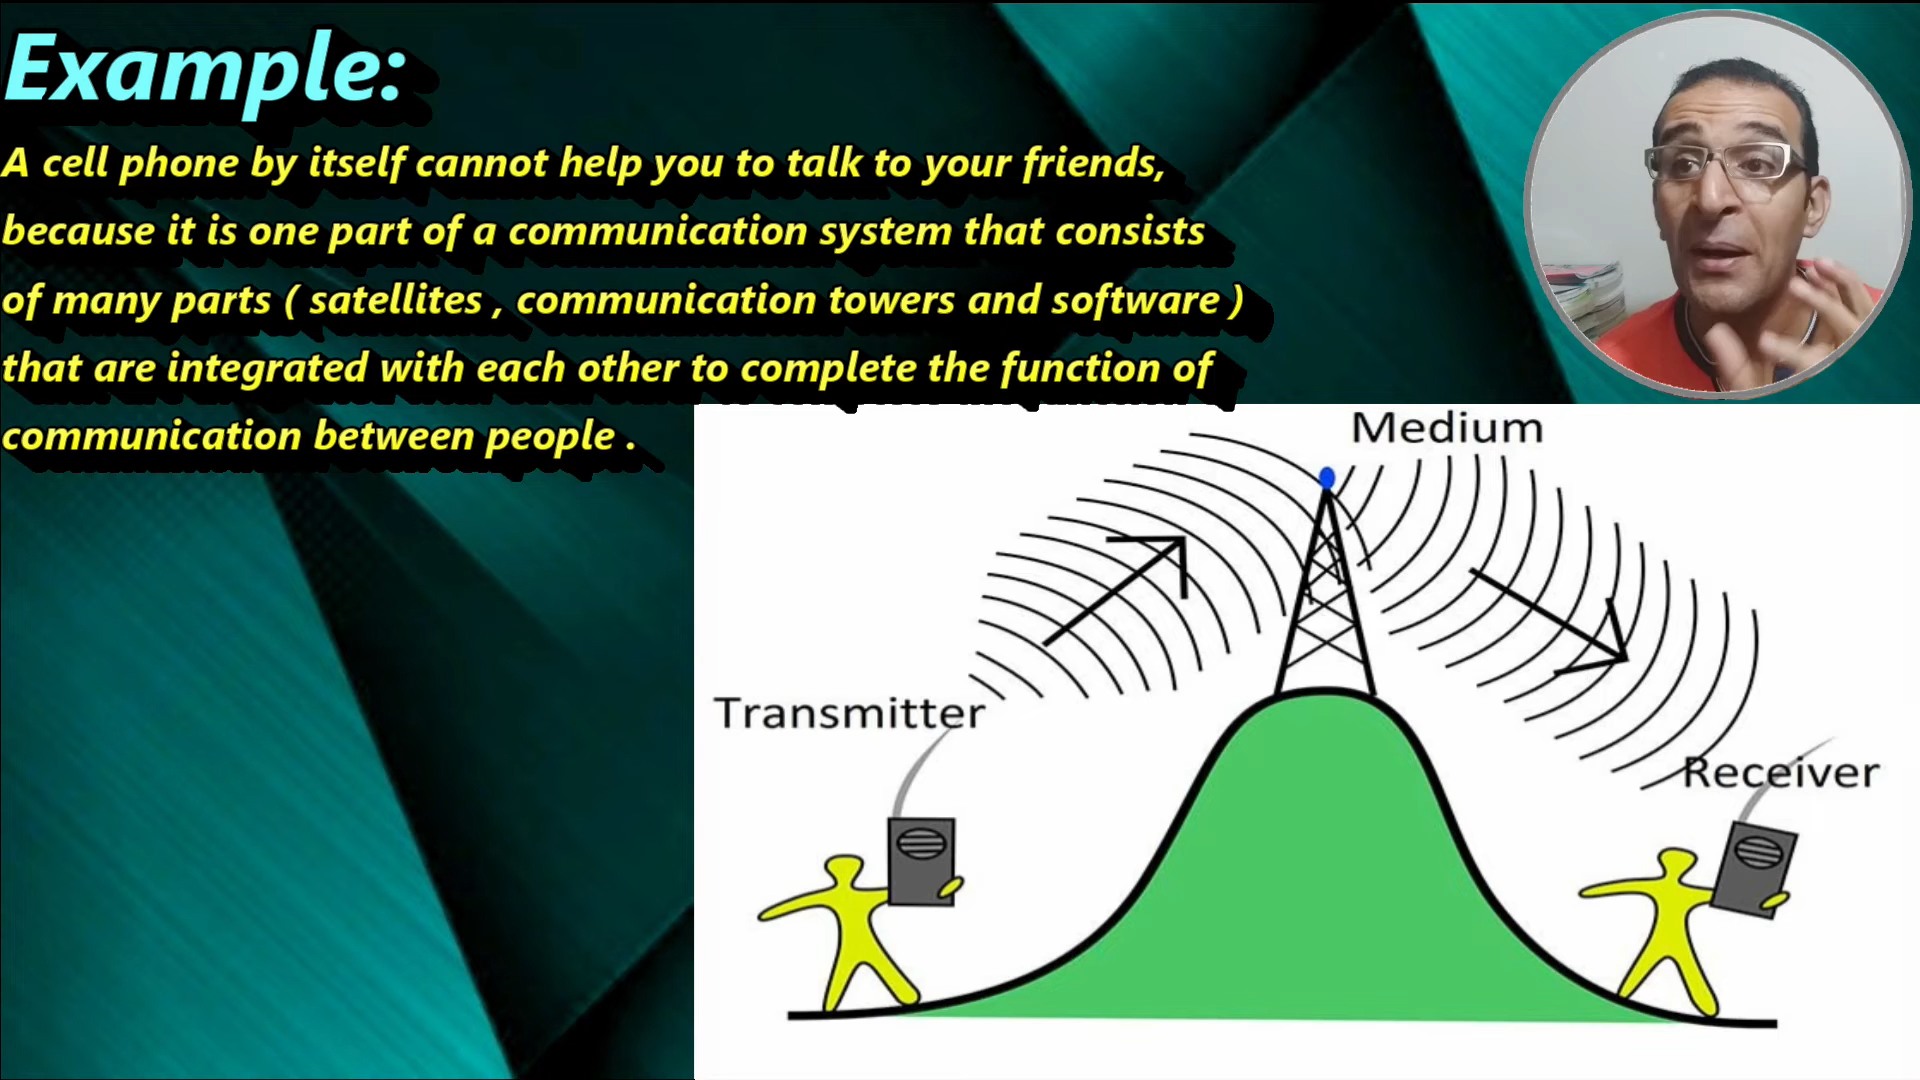 Example:
A cell phone by itself cannot help you to talk to your friends,
because it is one part of a communication system that consists
of many parts ( satellites , communication towers and software )
that are integrated with each other to complete the function of
communication between people .
Medium
Transmitter
Receiver